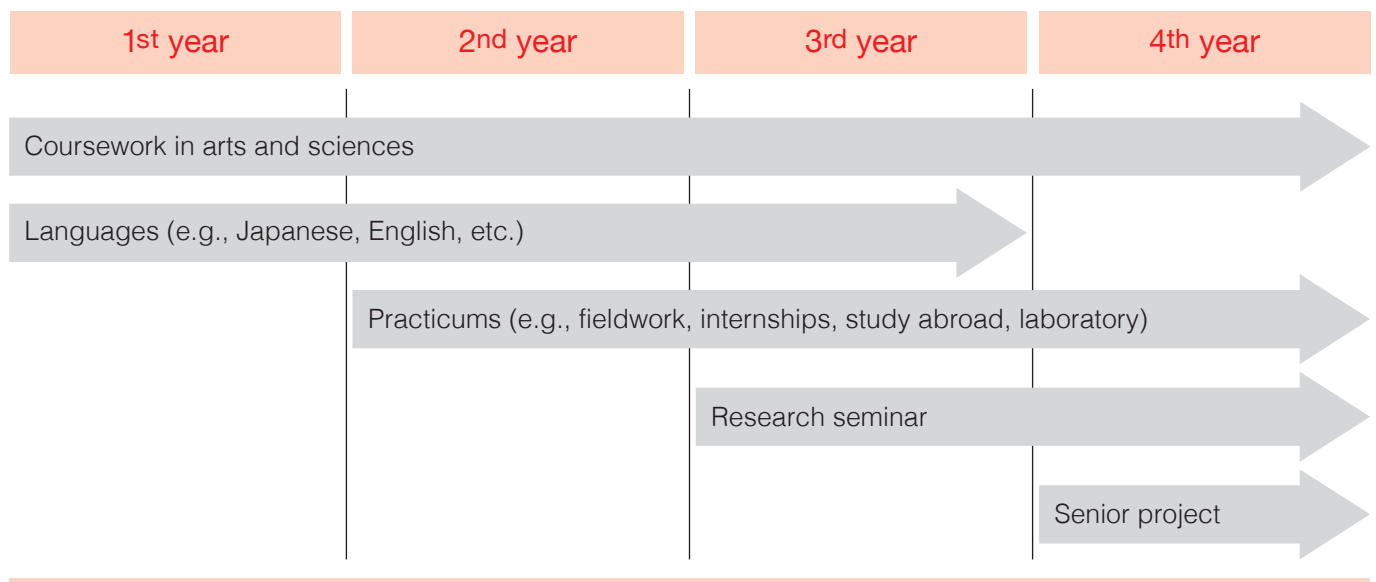 1st year
2nd year
3rd year
4th year
Coursework in arts and sciences
Languages (e.g., Japanese, English, etc.)
Practicums (e.g., fieldwork, internships, study abroad, laboratory)
Research seminar
Senior project